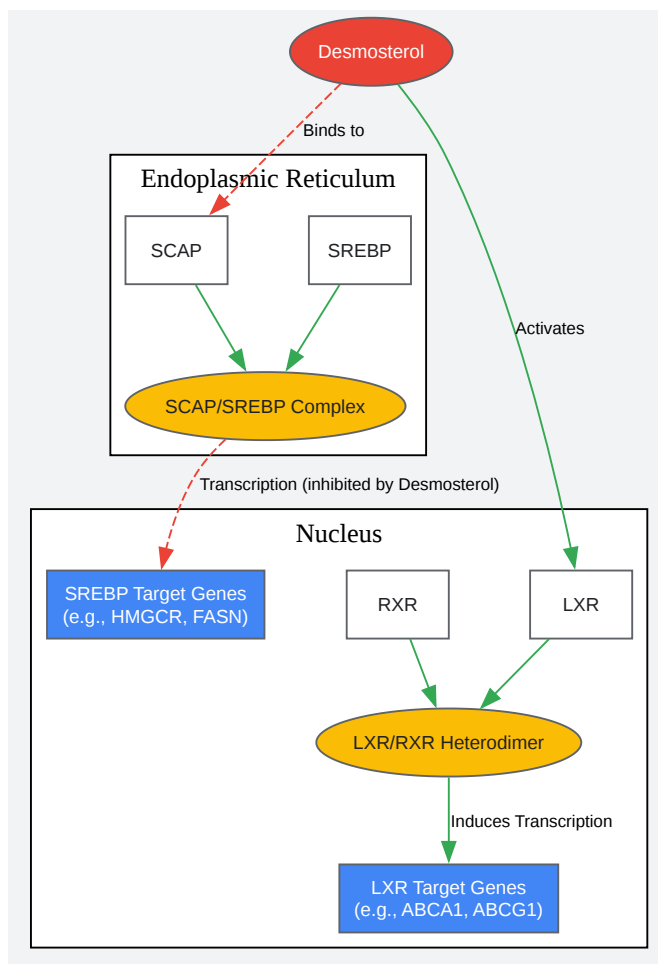 Desmosterol
Binds to
Endoplasmic Reticulum
SCAP
SREBP
Activates
SCAP/SREBP Complex
Transcription (inhibited by Desmosterol)
Nucleus
SREBP Target Genes
(e.g., HMGCR, FASN)
RXR
LXR
LXR/RXR Heterodimer
Induces Transcription
LXR Target Genes
(e.g., ABCA1, ABCG1)